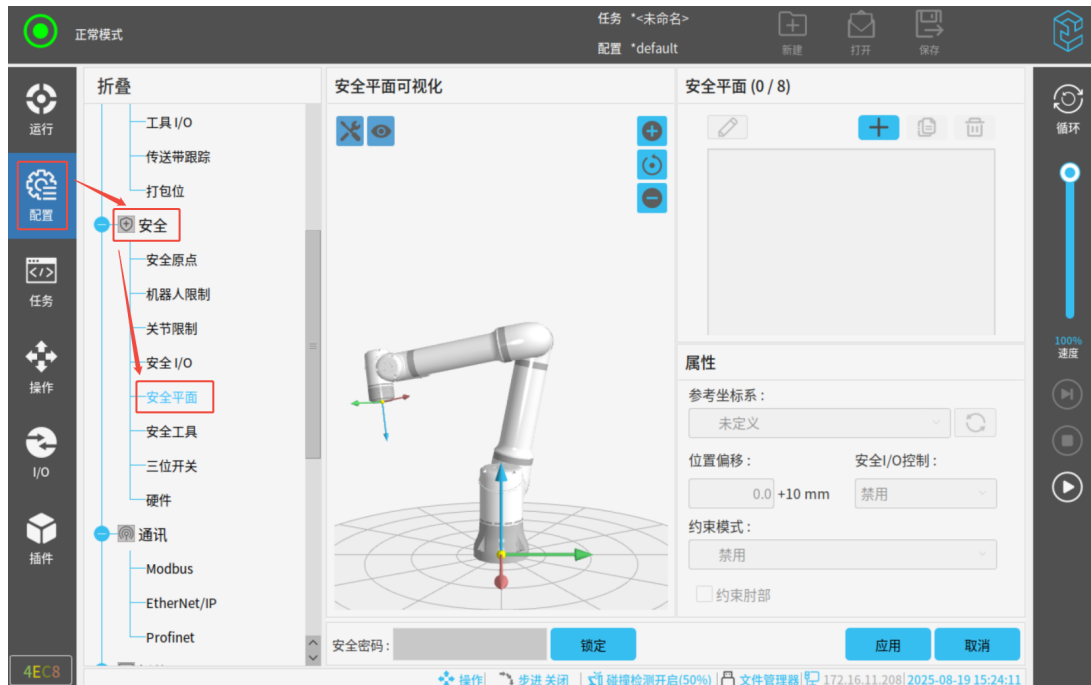 正常模式
任务 *<未命名>
配置 *default
新建
打开
保存
运行
配置
任务
操作
I/O
插件
4EC8
折叠
工具 I/O
传送带跟踪
打包位
安全
安全原点
机器人限制
关节限制
安全 I/O
安全平面
安全工具
三位开关
硬件
通讯
Modbus
EtherNet/IP
Profinet
安全平面可视化
安全平面 (0 / 8)
属性
参考坐标系 :
未定义
位置偏移 :
安全I/O控制 :
0.0 +10 mm
禁用
约束模式 :
禁用
约束肘部
安全密码 :
锁定
应用
取消
循环
100%
速度
操作 步进 关闭 碰撞检测开启(50%) 文件管理器 172.16.11.208 2025-08-19 15:24:11